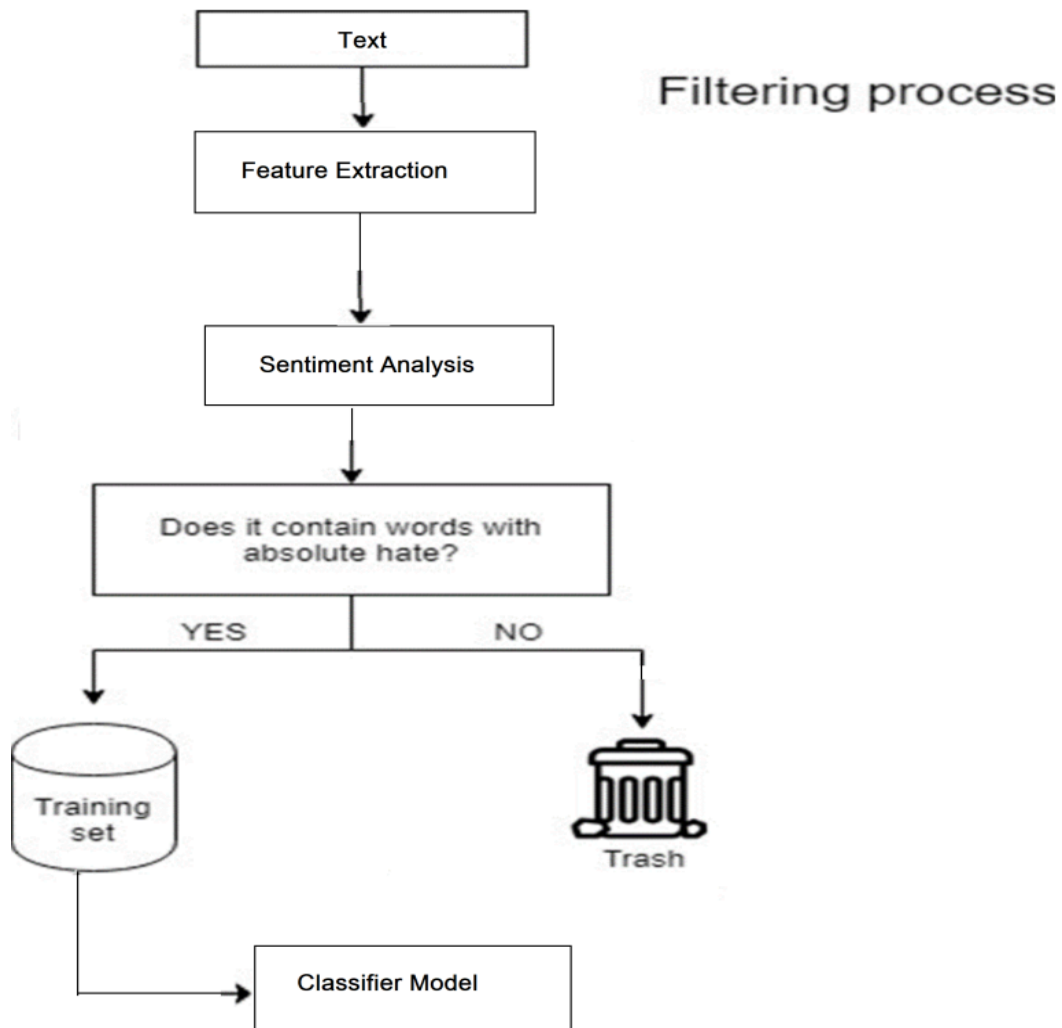 Text
Filtering process
Feature Extraction
Sentiment Analysis
Does it contain words with
absolute hate?
YES
NO
Training
set
Trash
Classifier Model